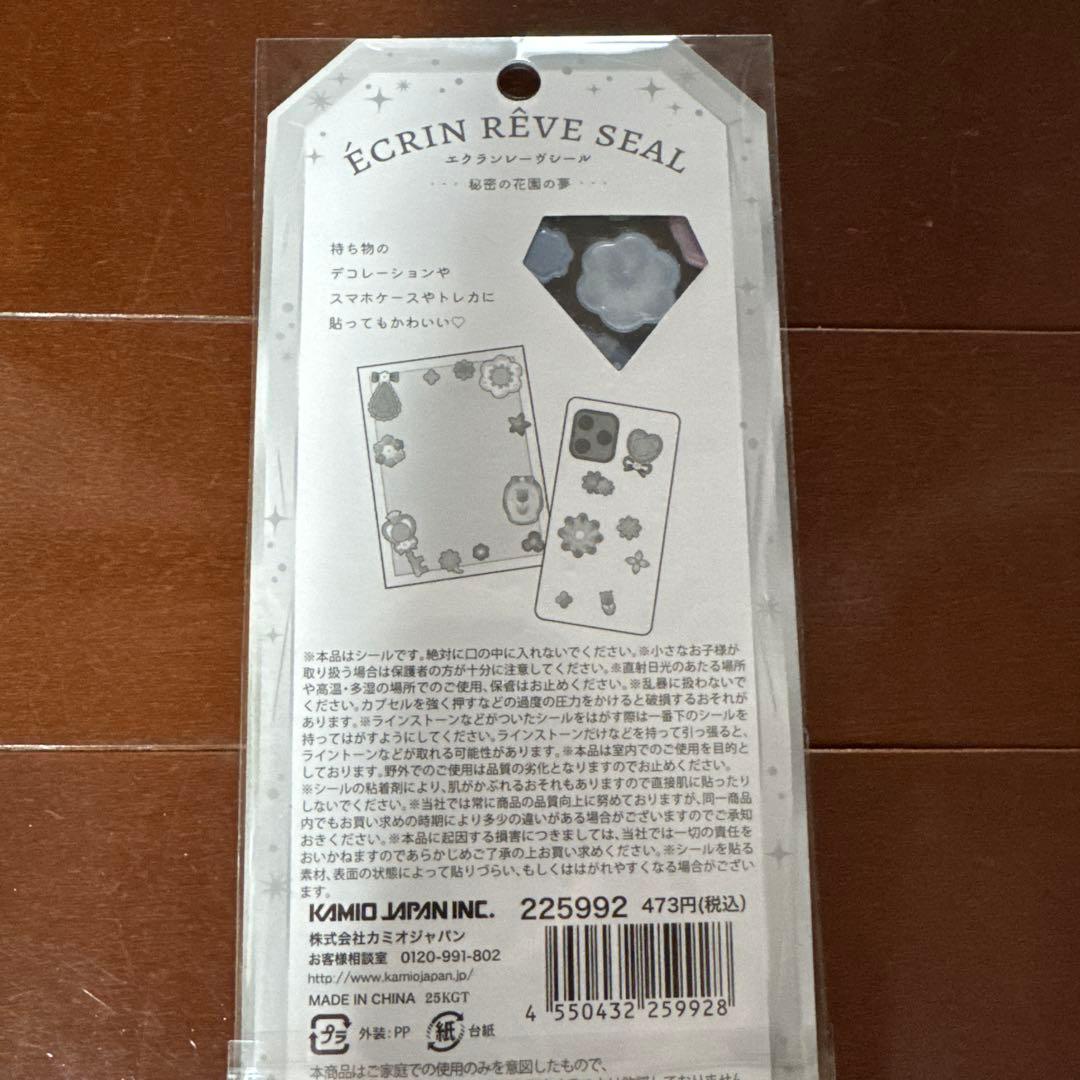 ÉCRIN RÊVE SEAL
エクランレーヴシール
・・・ 秘密の花園の夢 ・・・
持ち物の
デコレーションや
スマホケースやトレカに
貼ってもかわいい♡
※本品はシールです。絶対に口の中に入れないでください。※小さなお子様が
取り扱う場合は保護者の方が十分に注意してください。※直射日光のあたる場所
や高温・多湿の場所でのご使用、保管はお止めください。※乱暴に扱わないで
ください。カプセルを強く押すなどの過度の圧力をかけると破損するおそれが
あります。※ラインストーンなどがついたシールをはがす際は一番下のシールを
持ってはがすようにしてください。ラインストーンだけなどを持って引っ張ると、
ライントーンなどが取れる可能性があります。※本品は室内でのご使用を目的と
しております。野外でのご使用は品質の劣化となりますのでお止めください。
※シールの粘着剤により、肌がかぶれるおそれもありますので直接肌に貼ったり
しないでください。※当社では常に商品の品質向上に努めておりますが、同一商品
内でもお買い求めの時期により多少の違いがある場合がございますのでご承知
おきください。※本品に起因する損害につきましては、当社では一切の責任を
おいかねますのであらかじめご了承の上お買い求めください。※シールを貼る
素材、表面の状態によって貼りづらい、もしくははがれやすくなる場合がござい
ます。
KAMIO JAPAN INC. 225992 473円(税込)
株式会社カミオジャパン
お客様相談室 0120-991-802
http://www.kamiojapan.jp/
MADE IN CHINA 25KGT
4 550432 259928
プラ 外装:PP 紙 台紙
本商品はご家庭での使用のみを意図したもので、